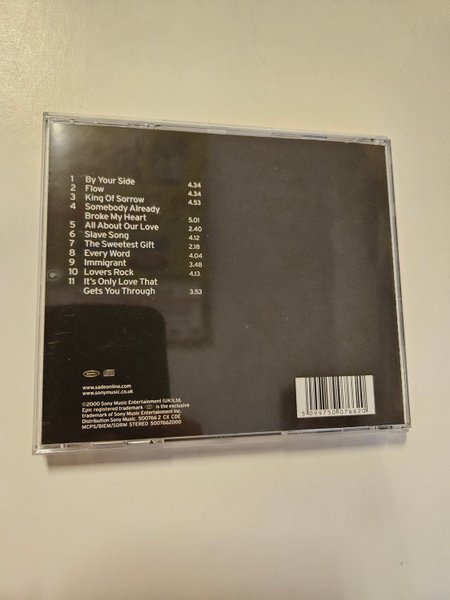 1 By Your Side 4.34
2 Flow 4.34
3 King Of Sorrow 4.53
4 Somebody Already
Broke My Heart 5.01
5 All About Our Love 2.40
6 Slave Song 4.12
7 The Sweetest Gift 2.18
8 Every Word 4.04
9 Immigrant 3.48
10 Lovers Rock 4.13
11 It's Only Love That
Gets You Through 3.53
www.sadeonline.com
www.sonymusic.co.uk
©2000 Sony Music Entertainment (UK) Ltd.
Epic registered trademark is the exclusive
trademark of Sony Music Entertainment Inc.
Distribution Sony Music. 500766 2 CX CDE
MCPS/BIEM/SDRM STEREO 5007662000
5 099750 076620